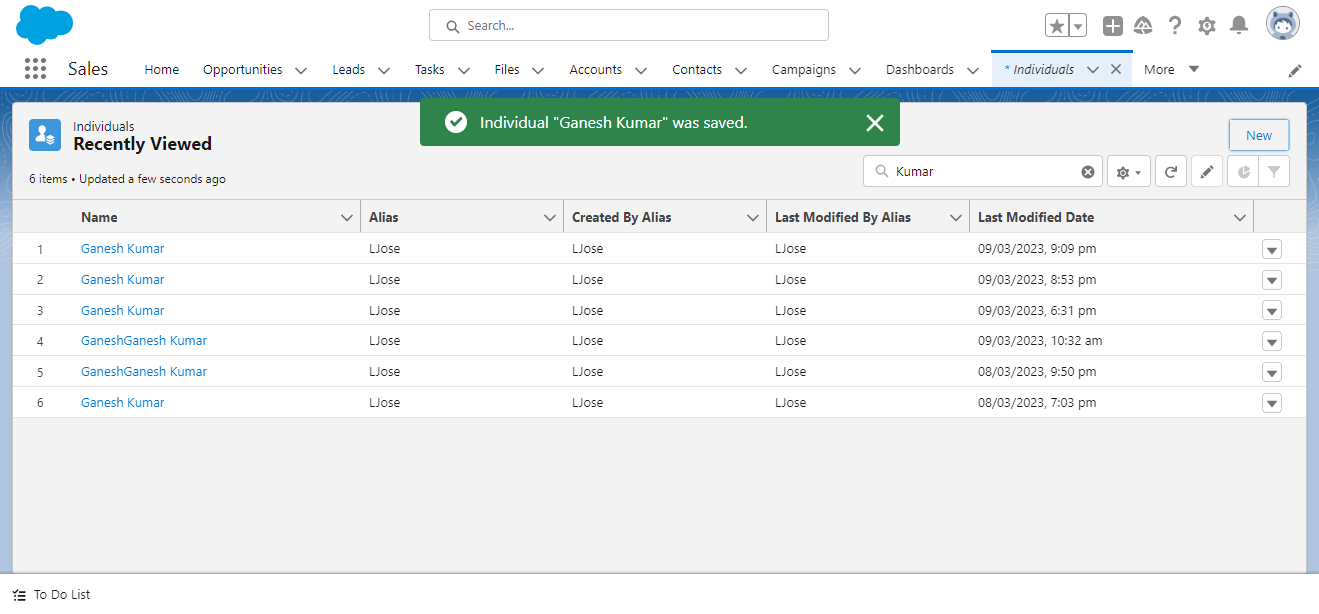 Search...
Sales Home Opportunities Leads Tasks Files Accounts Contacts Campaigns Dashboards * Individuals More
Individual "Ganesh Kumar" was saved.
Individuals
Recently Viewed
New
6 items • Updated a few seconds ago
Kumar
Name Alias Created By Alias Last Modified By Alias Last Modified Date
1 Ganesh Kumar LJose LJose LJose 09/03/2023, 9:09 pm
2 Ganesh Kumar LJose LJose LJose 09/03/2023, 8:53 pm
3 Ganesh Kumar LJose LJose LJose 09/03/2023, 6:31 pm
4 GaneshGanesh Kumar LJose LJose LJose 09/03/2023, 10:32 am
5 GaneshGanesh Kumar LJose LJose LJose 08/03/2023, 9:50 pm
6 Ganesh Kumar LJose LJose LJose 08/03/2023, 7:03 pm
To Do List